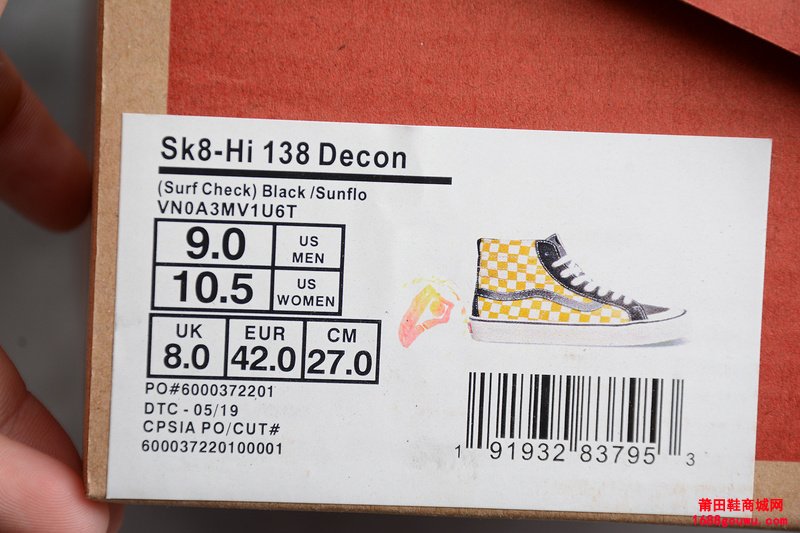 Sk8-Hi 138 Decon
(Surf Check) Black /Sunflo
VN0A3MV1U6T
9.0 US MEN
10.5 US WOMEN
UK EUR CM
8.0 42.0 27.0
PO#6000372201
DTC - 05/19
CPSIA PO/CUT#
600037220100001
1 91932 83795 3
莆田鞋商城网
1688goumu.com